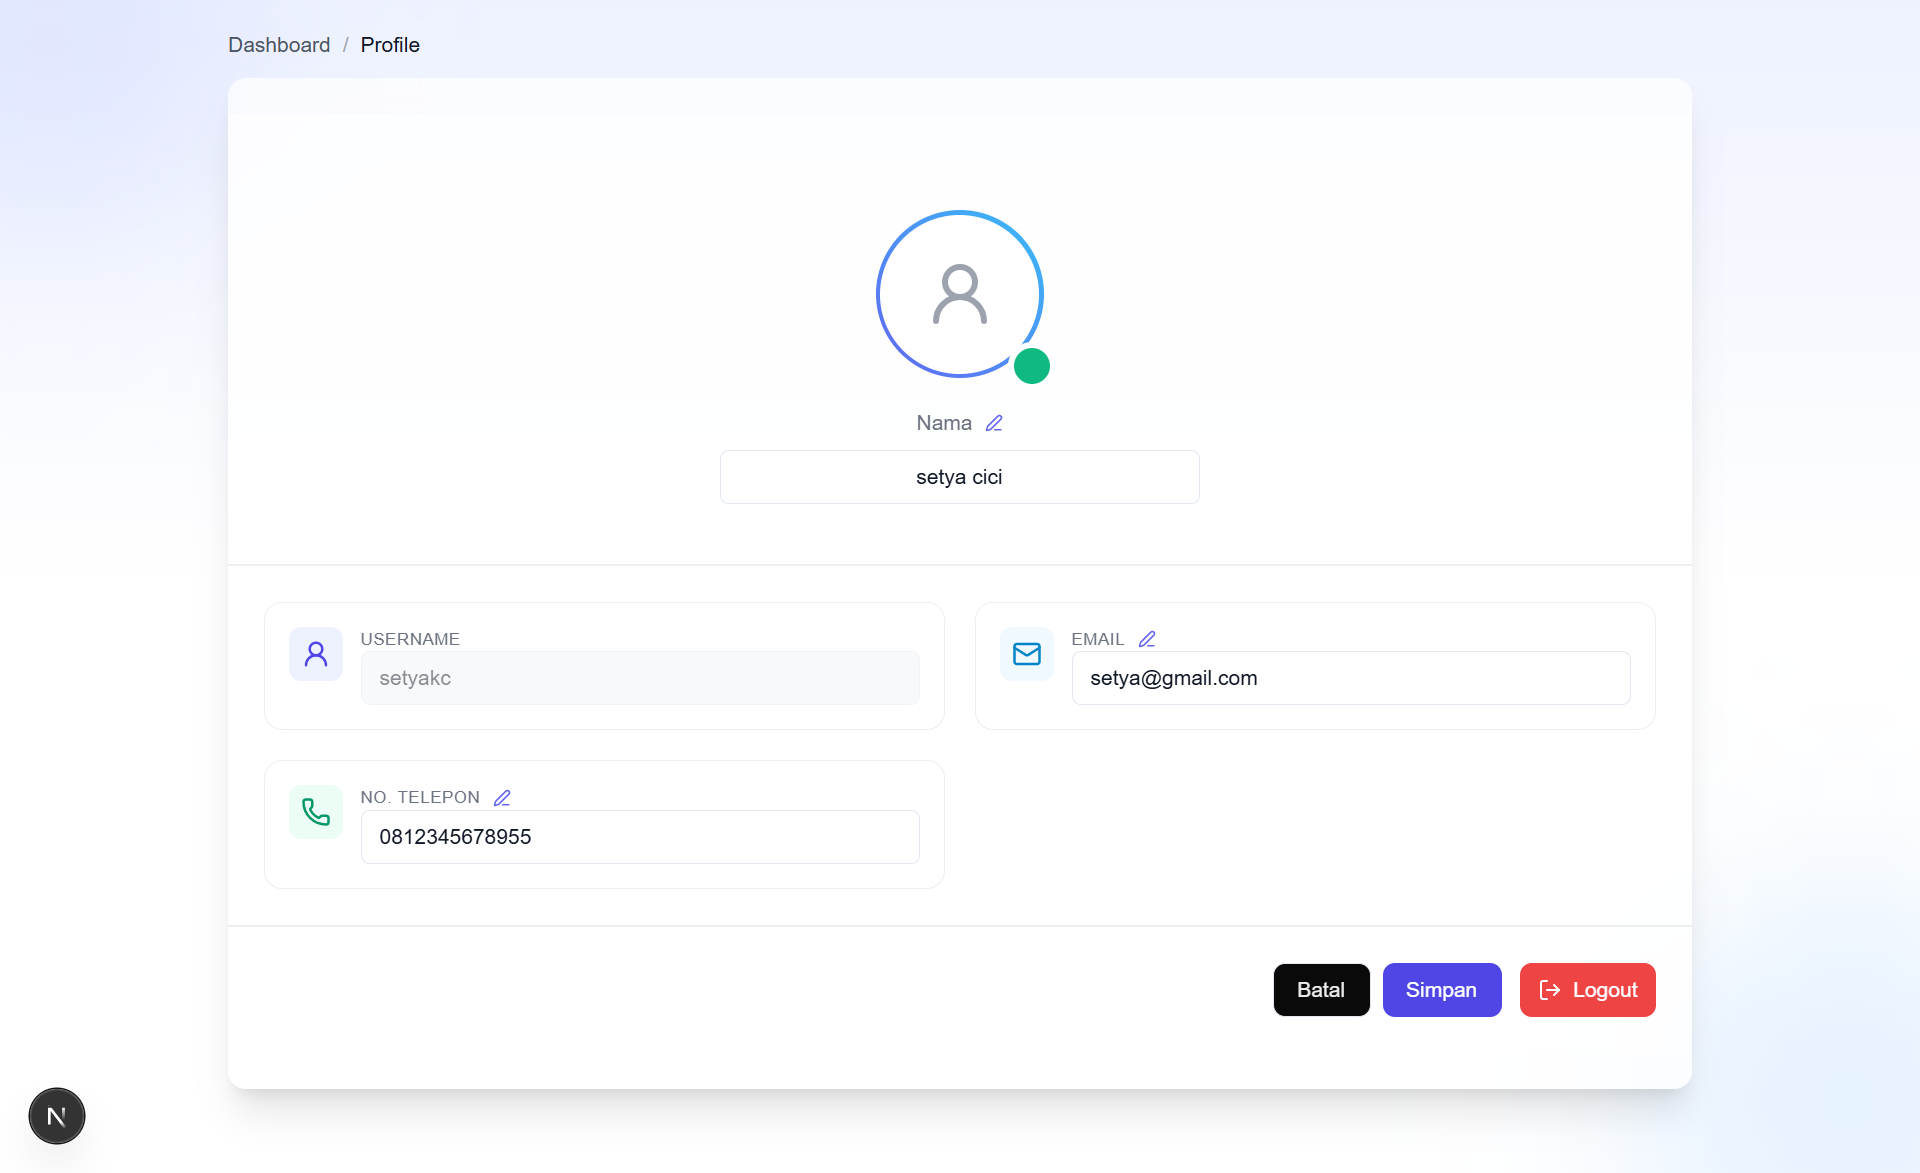 Dashboard / Profile
Nama
setya cici
USERNAME
setyakc
EMAIL
setya@gmail.com
NO. TELEPON
0812345678955
Batal
Simpan
Logout
N